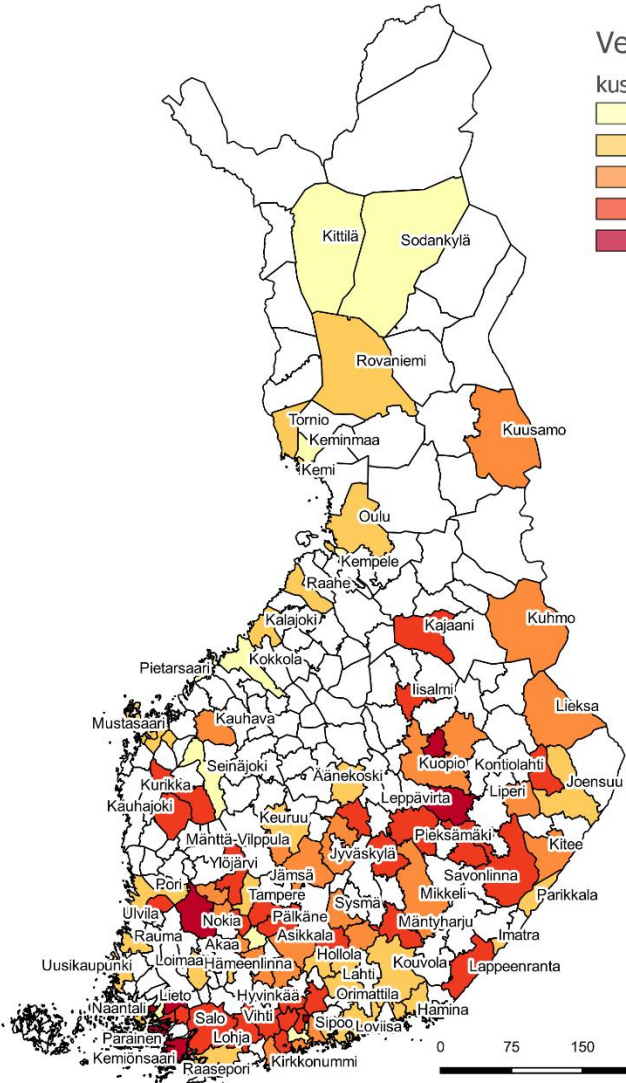 Ve
kus
Kittilä
Sodankylä
Rovaniemi
Tornio
Keminmaa
Kuusamo
Kemi
Oulu
Kempele
Raahe
Kalajoki
Kajaani
Kuhmo
Kokkola
Pietarsaari
Iisalmi
Lieksa
Mustasaari
Kauhava
Seinäjoki
Kuopio
Kontiolahti
Äänekoski
Joensuu
Kurikka
Leppävirta
Liperi
Kauhajoki
Keuruu
Mänttä-Vilppula
Pieksämäki
Kitee
Jyväskylä
Ylöjärvi
Jämsä
Savonlinna
Pori
Tampere
Mikkeli
Parikkala
Sysmä
Ulvila
Nokia
Pälkäne
Mäntyharju
Rauma
Akaa
Asikkala
Imatra
Loimaa
Hämeenlinna
Hollola
Kouvola
Uusikaupunki
Lahti
Lappeenranta
Lieto
Hyvinkää
Orimattila
Naantali
Salo
Vihti
Hamina
Parainen
Lohja
Sipoo
Loviisa
Kemiönsaari
Raasepori
Kirkkonummi
0 75 150